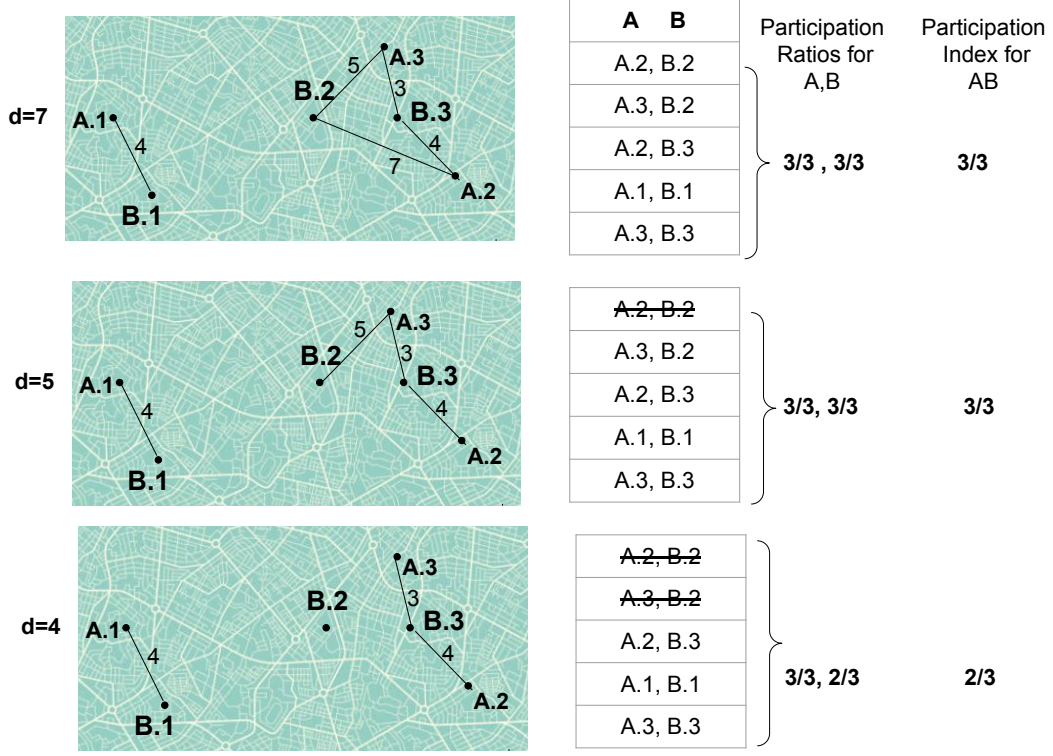 A B
Participation Ratios for A,B
Participation Index for AB
d=7
A.1
4
B.1
B.2
5
A.3
3
B.3
4
7
A.2
A.2, B.2
A.3, B.2
A.2, B.3
A.1, B.1
A.3, B.3
3/3 , 3/3
3/3
d=5
A.1
4
B.1
B.2
5
A.3
3
B.3
4
A.2
A.2, B.2
A.3, B.2
A.2, B.3
A.1, B.1
A.3, B.3
3/3, 3/3
3/3
d=4
A.1
4
B.1
B.2
A.3
3
B.3
4
A.2
A.2, B.2
A.3, B.2
A.2, B.3
A.1, B.1
A.3, B.3
3/3, 2/3
2/3